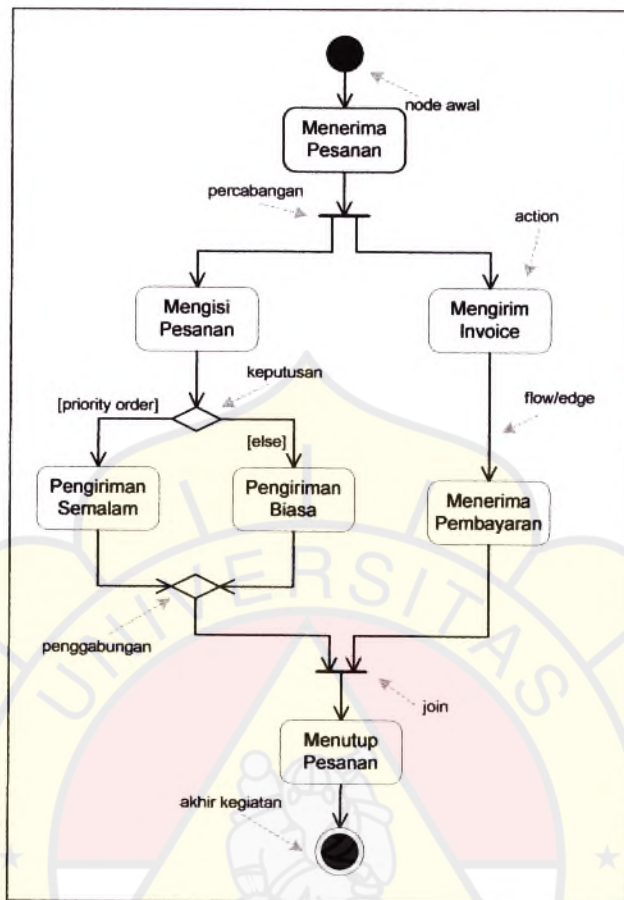 node awal
Menerima
Pesanan
percabangan
action
Mengisi
Pesanan
Mengirim
Invoice
keputusan
[priority order]
[else]
flow/edge
Pengiriman
Semalam
Pengiriman
Biasa
Menerima
Pembayaran
penggabungan
join
Menutup
Pesanan
akhir kegiatan
UNIVERSITAS